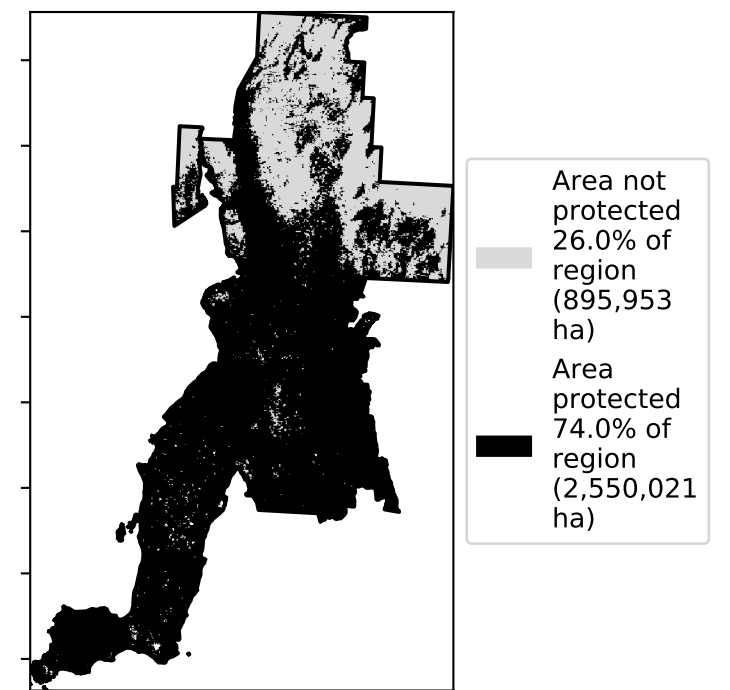 Area not
protected
26.0% of
region
(895,953
ha)
Area
protected
74.0% of
region
(2,550,021
ha)